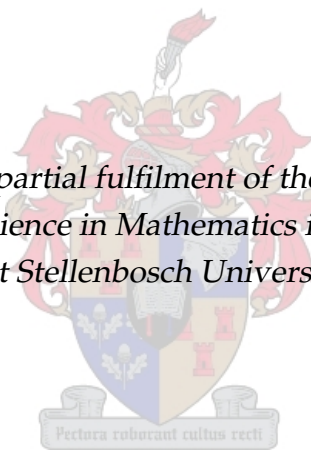 partial fulfilment of the
ience in Mathematics i
t Stellenbosch Univers
Pectora roborant cultus recti